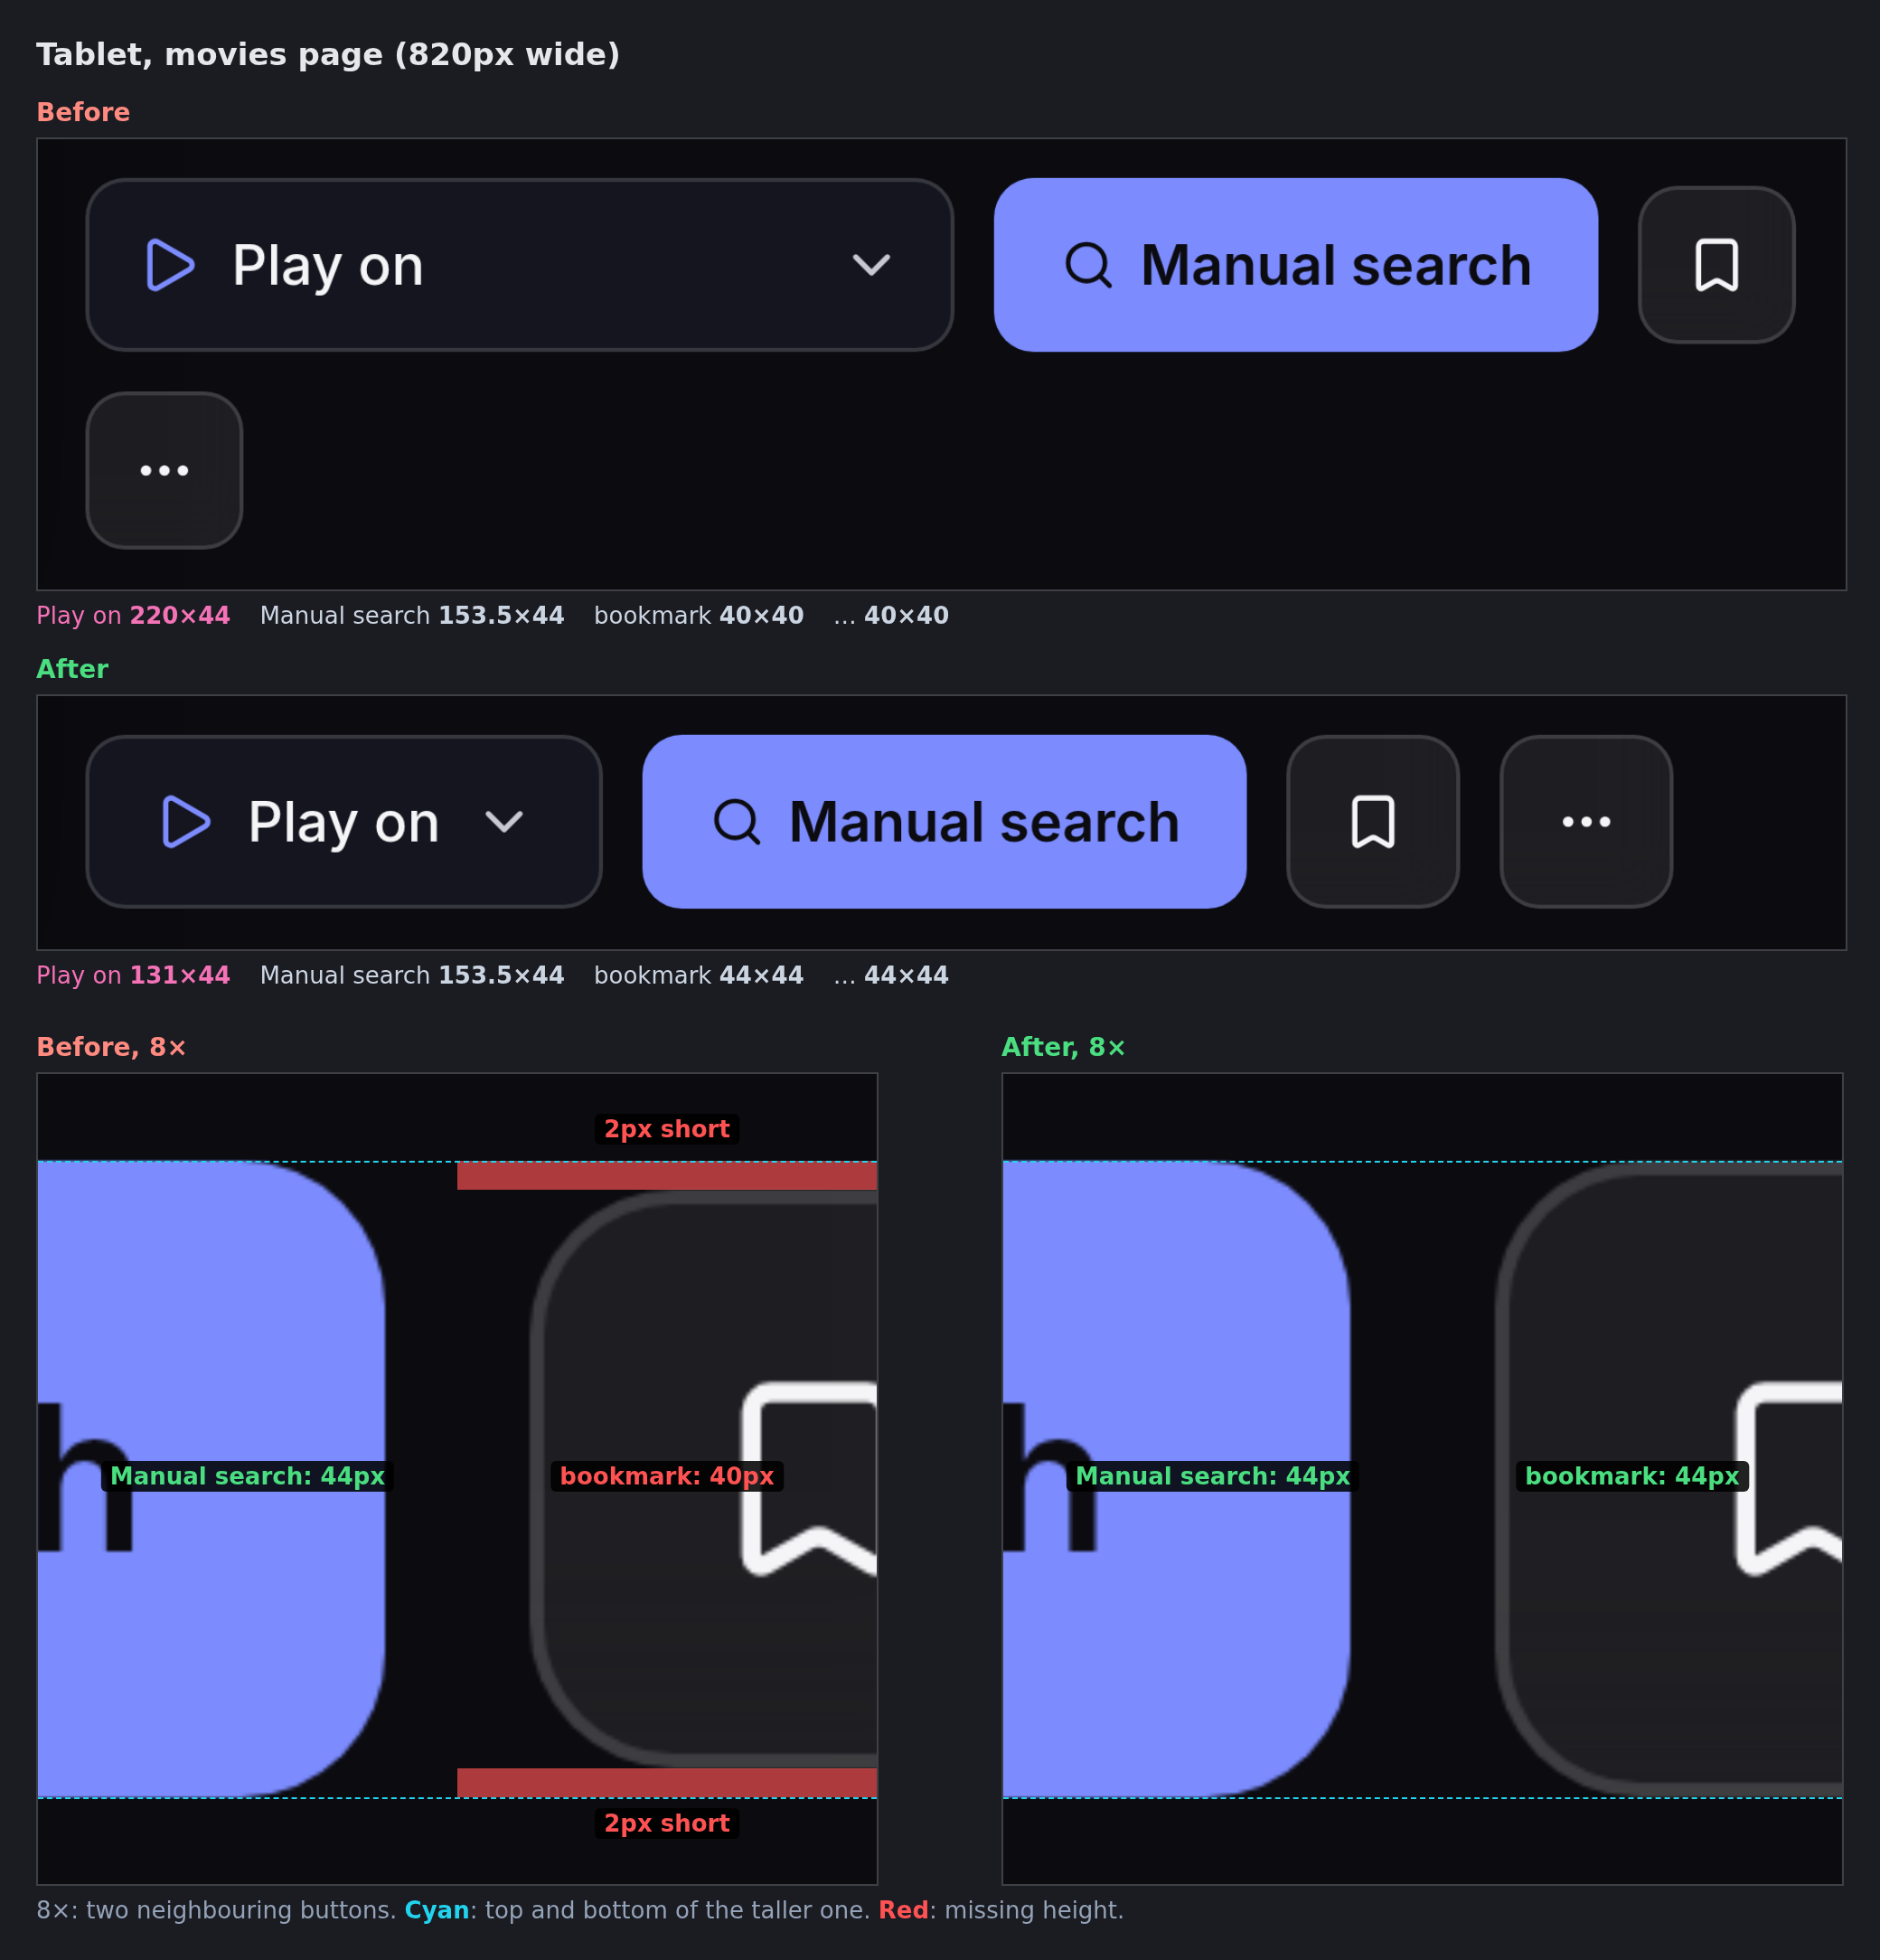 Tablet, movies page (820px wide)
Before
Play on Manual search
Play on 220×44 Manual search 153.5×44 bookmark 40×40 ... 40×40
After
Play on Manual search
Play on 131×44 Manual search 153.5×44 bookmark 44×44 ... 44×44
Before, 8× After, 8×
2px short
h Manual search: 44px bookmark: 40px h Manual search: 44px bookmark: 44px
2px short
8×: two neighbouring buttons. Cyan: top and bottom of the taller one. Red: missing height.